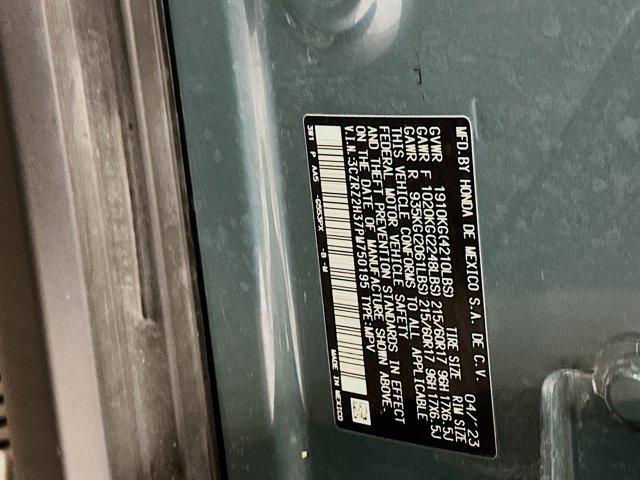 MFD.BY HONDA DE MEXICO S.A. DE C.V. 04/23
GVWR 1910KG(4210LBS) TIRE SIZE RIM SIZE
GAWR F 1020KG(2248LBS) 215/60R17 96H 17X6.5J
GAWR R 935KG(2061LBS) 215/60R17 96H 17X6.5J
THIS VEHICLE CONFORMS TO ALL APPLICABLE
FEDERAL MOTOR VEHICLE SAFETY
AND THEFT PREVENTION STANDARDS IN EFFECT
ON THE DATE OF MANUFACTURE SHOWN ABOVE.
V.I.N.:3CZRZ2H37PM750195 TYPE:MPV
3W1 P AA5 MADE IN MEXICO